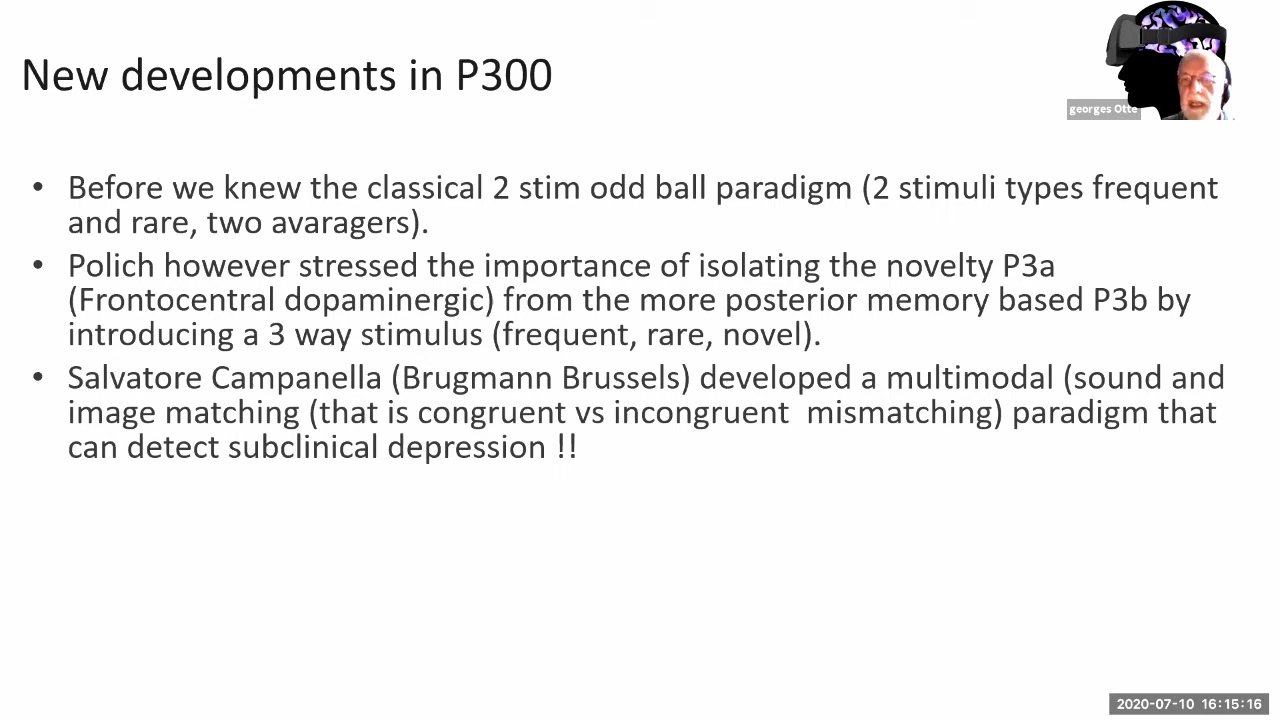 New developments in P300
georges Otte
• Before we knew the classical 2 stim odd ball paradigm (2 stimuli types frequent
and rare, two avaragers).
• Polich however stressed the importance of isolating the novelty P3a
(Frontocentral dopaminergic) from the more posterior memory based P3b by
introducing a 3 way stimulus (frequent, rare, novel).
• Salvatore Campanella (Brugmann Brussels) developed a multimodal (sound and
image matching (that is congruent vs incongruent  mismatching) paradigm that
can detect subclinical depression !!
2020-07-10 16:15:16